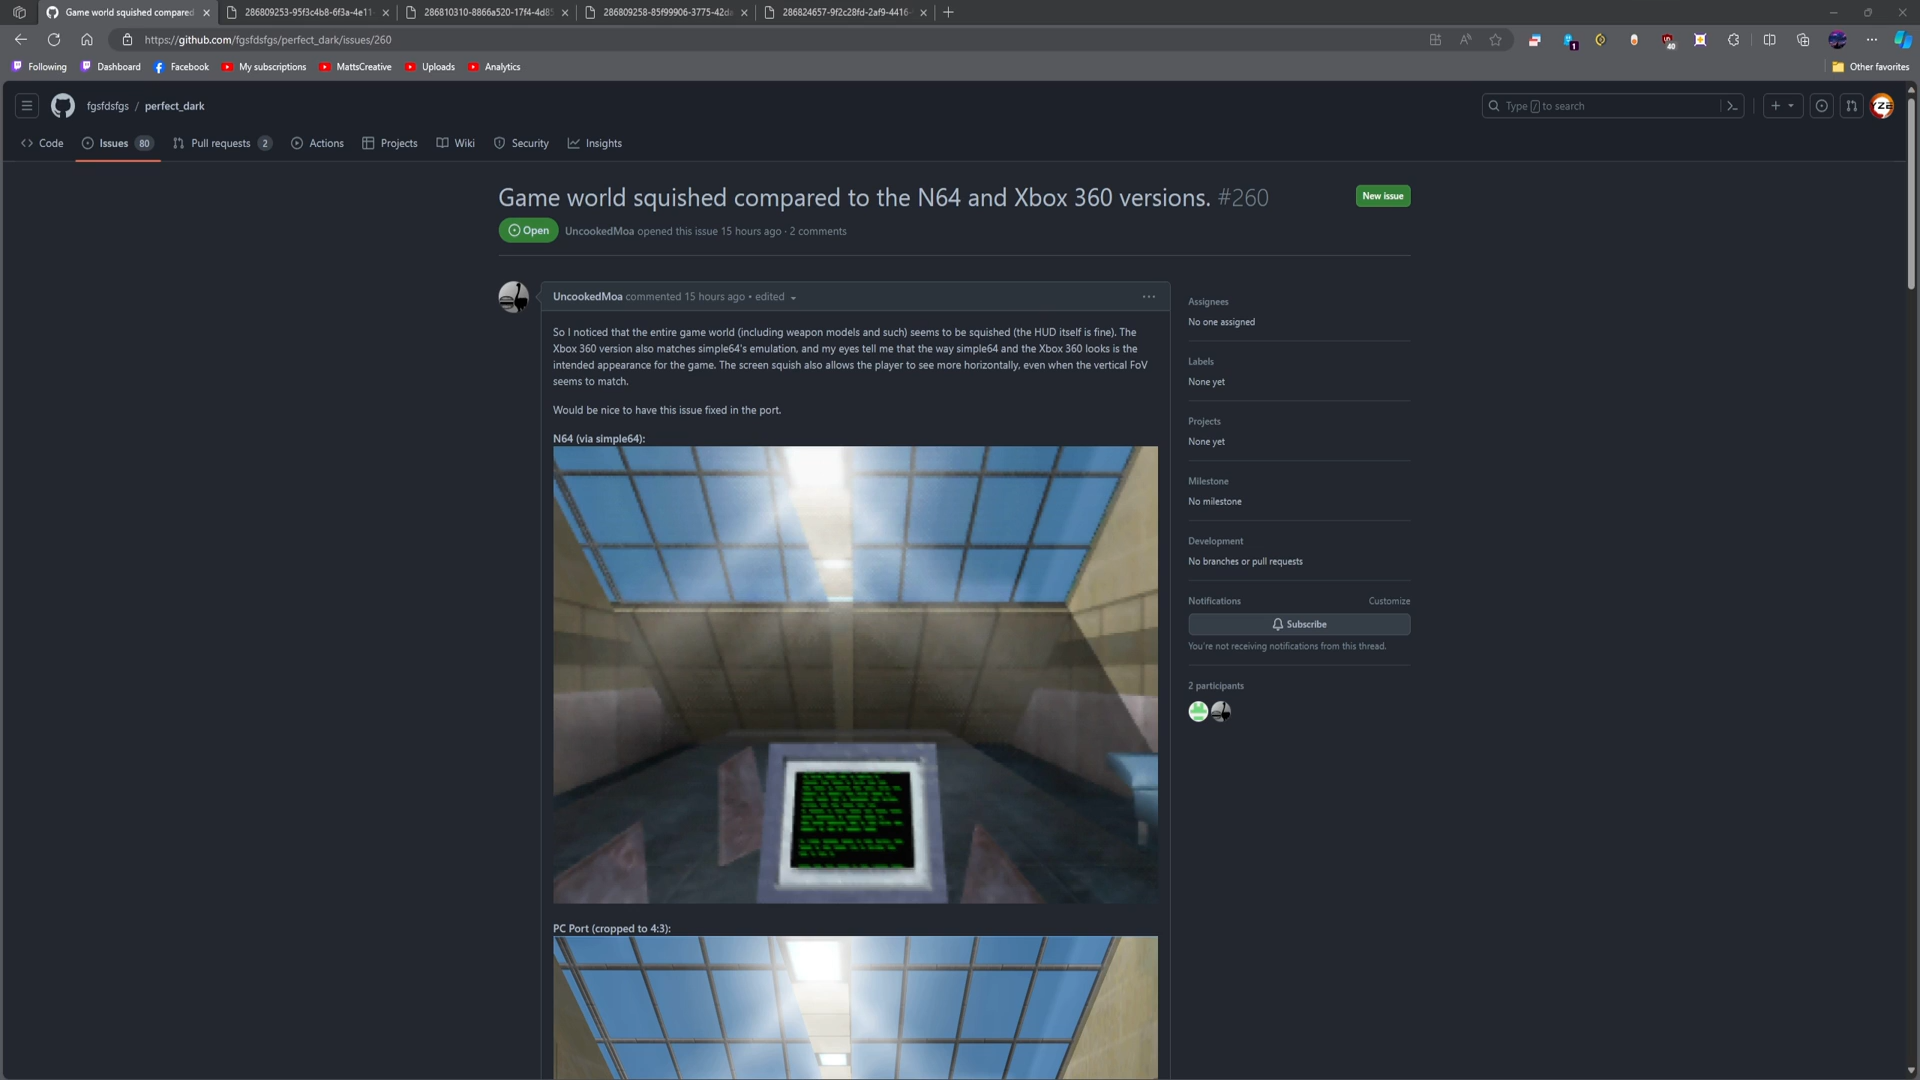 Game world squished compared
286809253-95f3c4b8-6f3a-4e11-
286810310-8866a520-17f4-4d85
286809258-85f99906-3775-42da
286824657-9f2c28fd-2af9-4416-
https://github.com/fgsfdsfgs/perfect_dark/issues/260
1
40
Following
Dashboard
Facebook
My subscriptions
MattsCreative
Uploads
Analytics
Other favorites
fgsfdsfgs / perfect_dark
Type / to search
YZE
Code
Issues 80
Pull requests 2
Actions
Projects
Wiki
Security
Insights
Game world squished compared to the N64 and Xbox 360 versions. #260
New issue
Open
UncookedMoa opened this issue 15 hours ago · 2 comments
UncookedMoa commented 15 hours ago • edited
So I noticed that the entire game world (including weapon models and such) seems to be squished (the HUD itself is fine). The
Xbox 360 version also matches simple64's emulation, and my eyes tell me that the way simple64 and the Xbox 360 looks is the
intended appearance for the game. The screen squish also allows the player to see more horizontally, even when the vertical FoV
seems to match.
Would be nice to have this issue fixed in the port.
N64 (via simple64):
PC Port (cropped to 4:3):
Assignees
No one assigned
Labels
None yet
Projects
None yet
Milestone
No milestone
Development
No branches or pull requests
Notifications
Customize
Subscribe
You're not receiving notifications from this thread.
2 participants